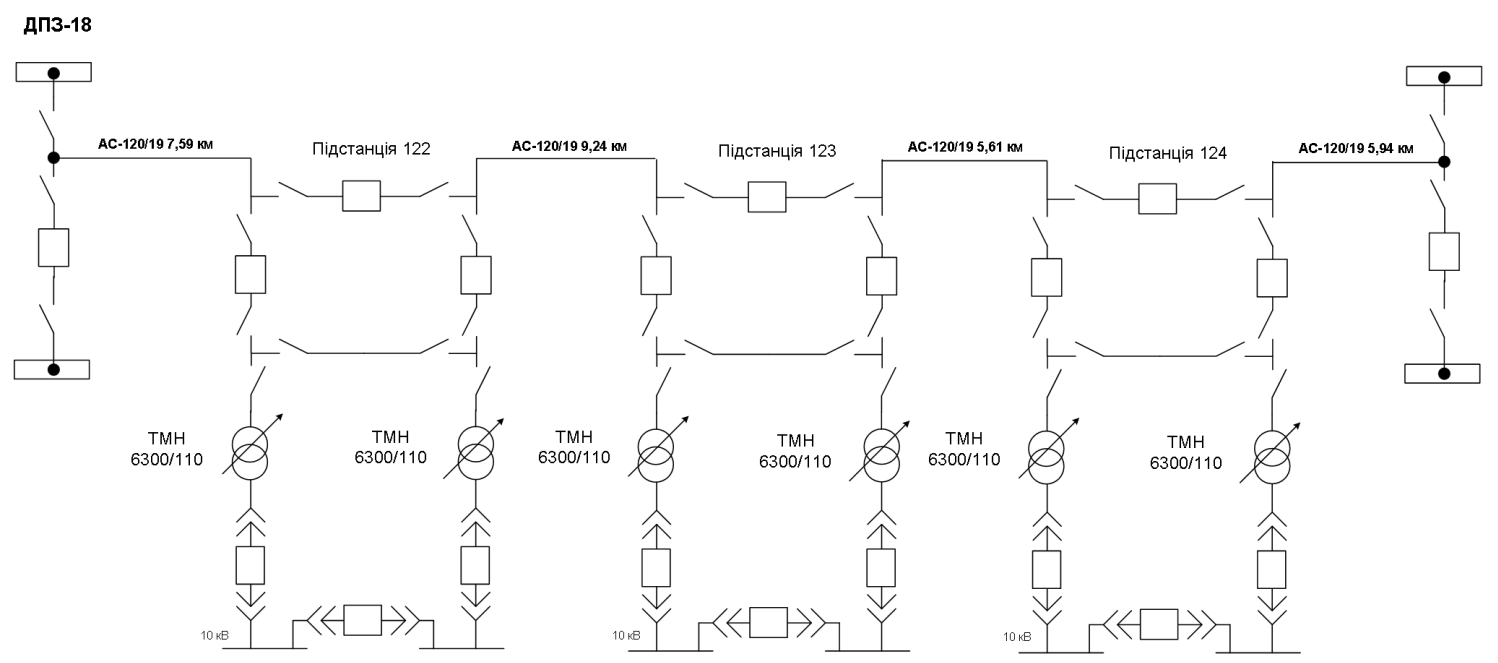 ДПЗ-18
АС-120/19 7,59 км
Підстанція 122
АС-120/19 9,24 км
Підстанція 123
АС-120/19 5,61 км
Підстанція 124
АС-120/19 5,94 км
ТМН
6300/110
ТМН
6300/110
ТМН
6300/110
ТМН
6300/110
ТМН
6300/110
ТМН
6300/110
10 кВ
10 кВ
10 кВ